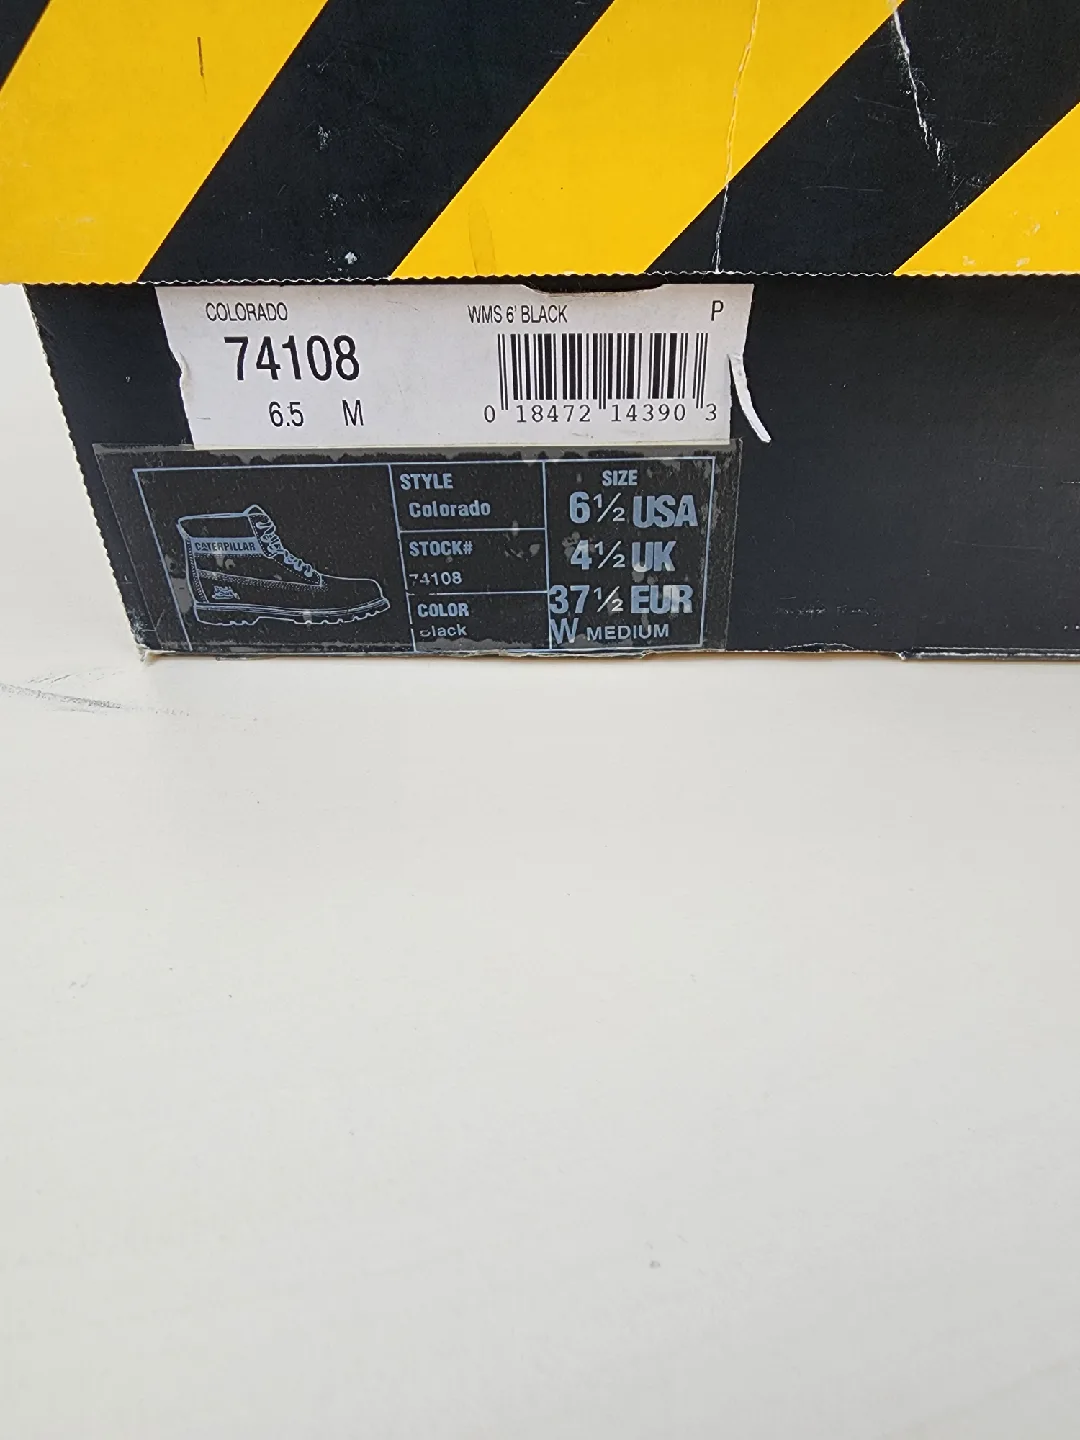 COLORADO WMS 6' BLACK P
74108
6.5 M
0 18472 14390 3
CATERPILLAR
STYLE
Colorado
STOCK#
74108
COLOR
Black
SIZE
6½ USA
4½ UK
37½ EUR
W MEDIUM